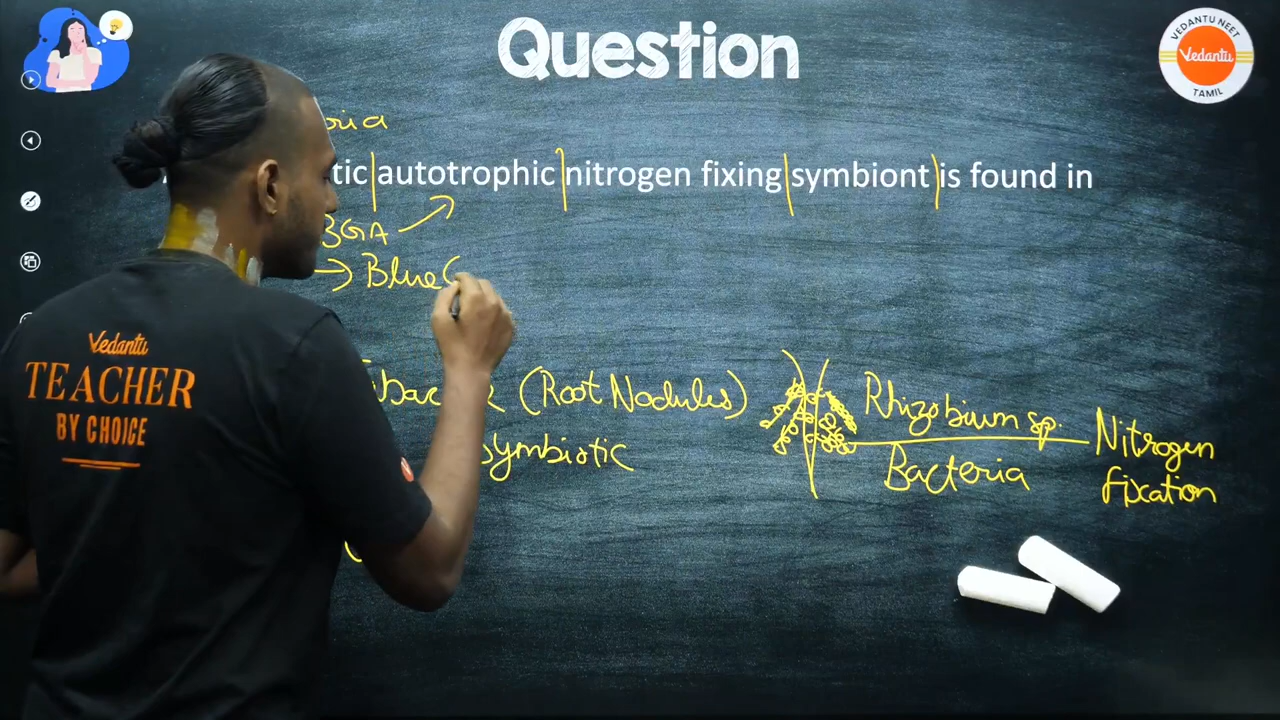 Question
VEDANTU NEET
Vedantu
TAMIL
autotrophic nitrogen fixing symbiont is found in
BGA
→ Blue
(Root Nodules)
Symbiotic
Rhizobium sp.
Bacteria
Nitrogen
fixation
Vedantu
TEACHER
BY CHOICE